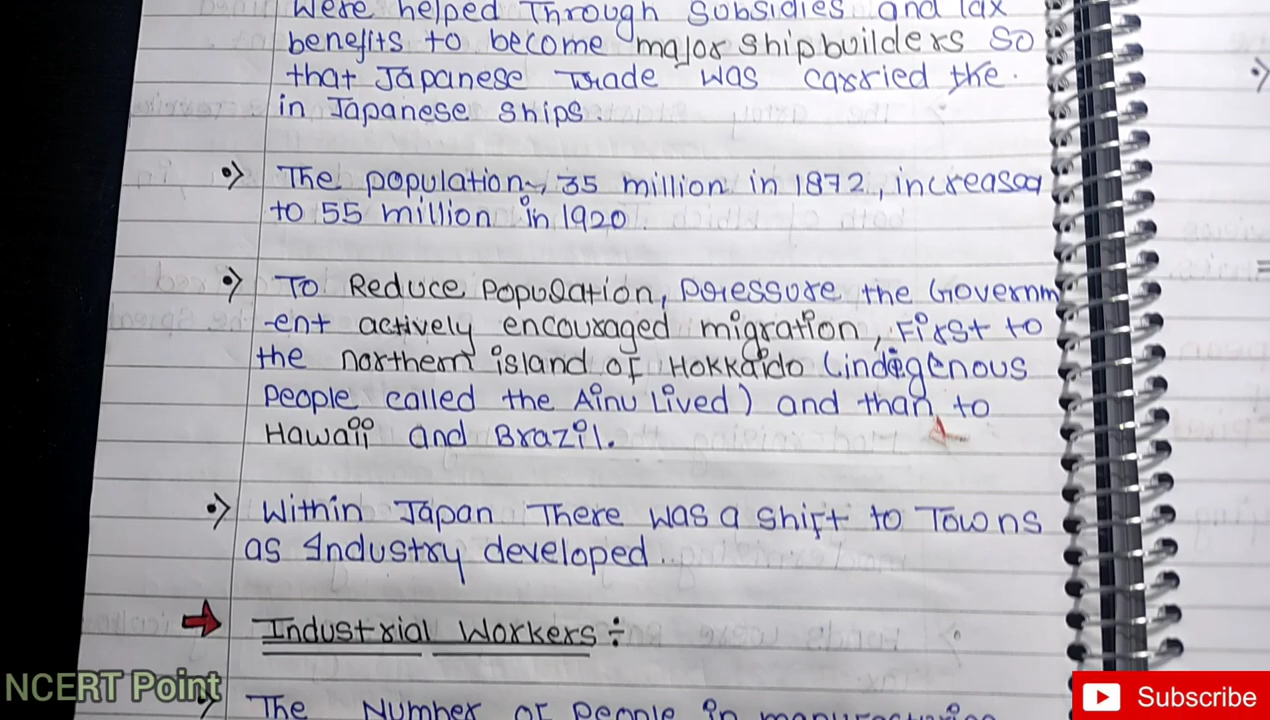 Were helped Through Subsidies and Tax
benefits to become major shipbuilders so
that Japanese Trade was carried the.
in Japanese ships.
The population, 35 million in 1872, increased
to 55 million in 1920
To Reduce Population, Pressure the Governm
-ent actively encouraged migration, First to
the northern island of Hokkaido (indegenous
People called the Ainu Lived) and than to
Hawaii and Brazil.
Within Japan There was a shift to Towns
as Industry developed.
Industrial Workers ÷
The Number of People in manufacturing
NCERT Point
Subscribe